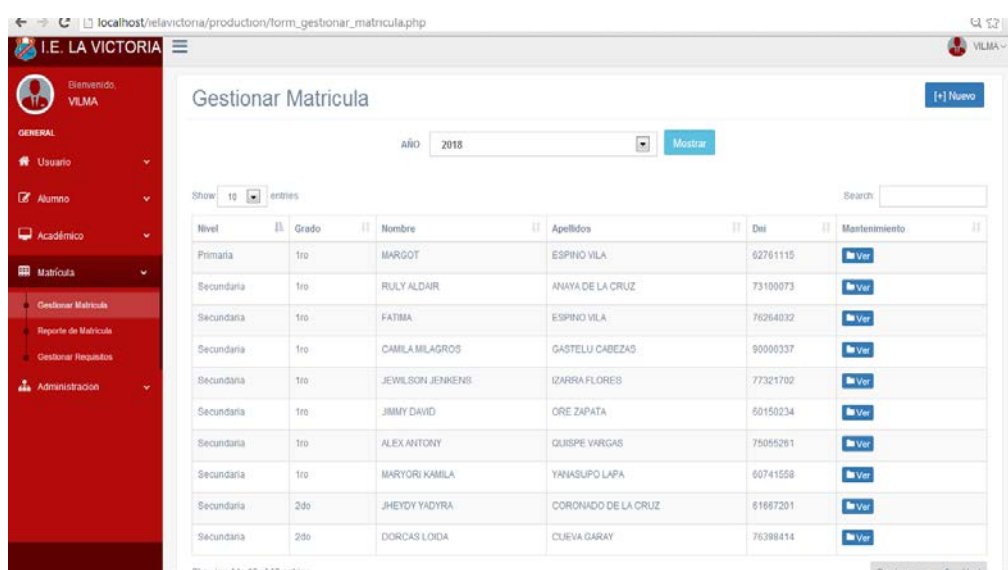 localhost/ielavictoria/production/form_gestionar_matricula.php
I.E. LA VICTORIA
VILMA
Bienvenido,
VILMA
GENERAL
Usuario
Alumno
Académico
Matrícula
Gestionar Matricula
Reporte de Matricula
Gestionar Requisitos
Administracion
Gestionar Matricula
[+] Nuevo
AÑO 2018 Mostrar
Show 10 entries Search:
Nivel Grado Nombre Apellidos Dni Mantenimiento
Primaria 1ro MARGOT ESPINO VILA 62761115 Ver
Secundaria 1ro RULY ALDAIR ANAYA DE LA CRUZ 73100073 Ver
Secundaria 1ro FATIMA ESPINO VILA 76264032 Ver
Secundaria 1ro CAMILA MILAGROS GASTELU CABEZAS 90000337 Ver
Secundaria 1ro JEWILSON JENKENS IZARRA FLORES 77321702 Ver
Secundaria 1ro JIMMY DAVID ORE ZAPATA 60150234 Ver
Secundaria 1ro ALEX ANTONY QUISPE VARGAS 75055261 Ver
Secundaria 1ro MARYORI KAMILA YANASUPO LAPA 60741558 Ver
Secundaria 2do JHEYDY YADYRA CORONADO DE LA CRUZ 61667201 Ver
Secundaria 2do DORCAS LOIDA CUEVA GARAY 76398414 Ver